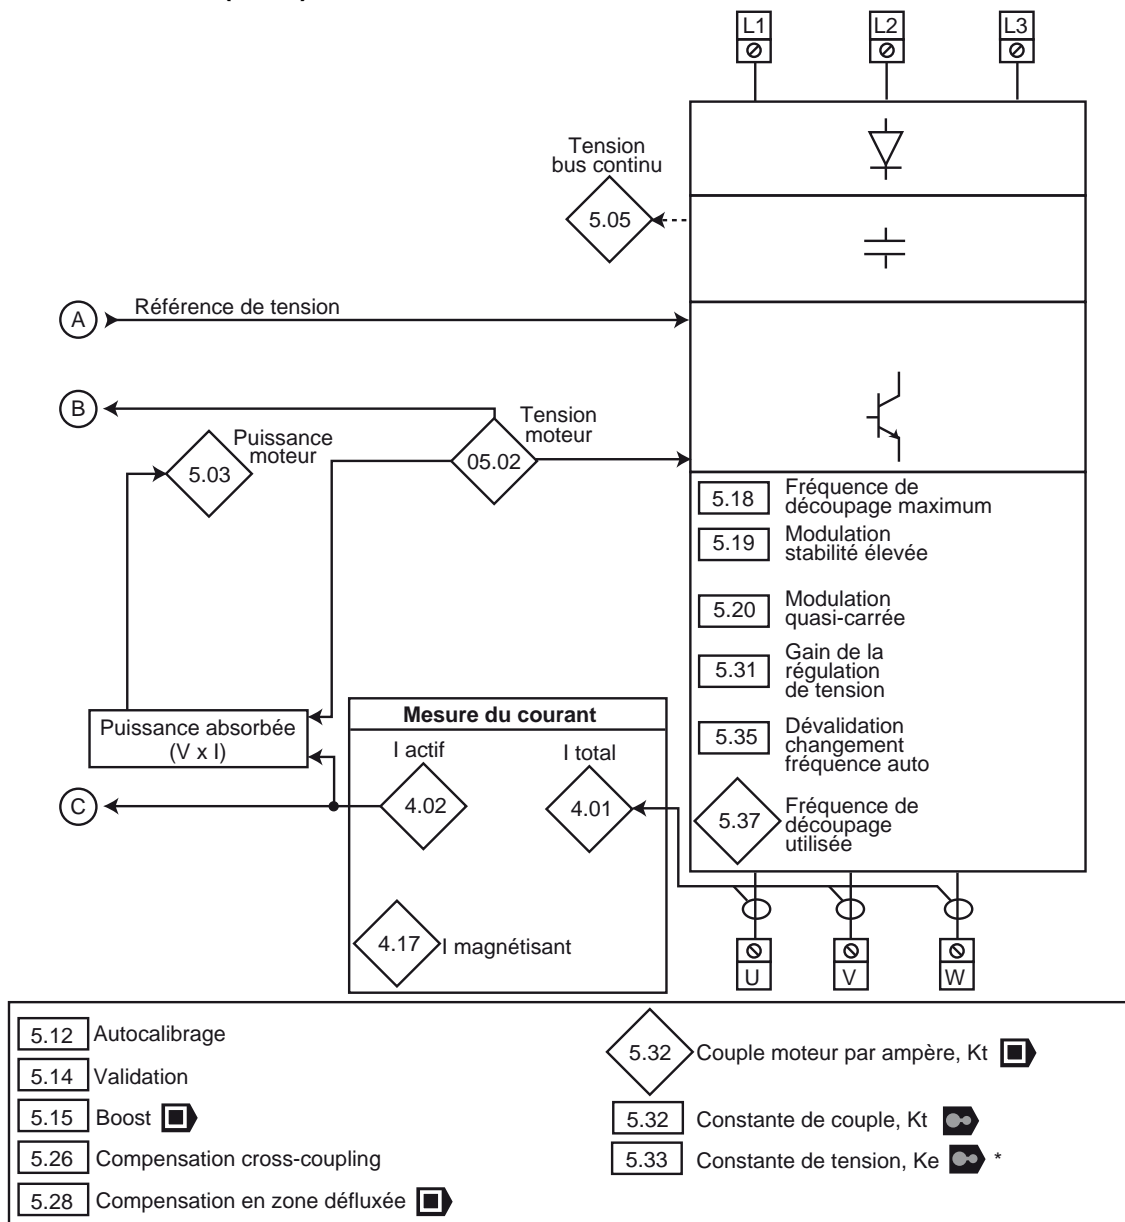 L1
L2
L3
Tension
bus continu
5.05
A
Référence de tension
B
Tension
moteur
05.02
Puissance
moteur
5.03
5.18
Fréquence de
découpage maximum
5.19
Modulation
stabilité élevée
5.20
Modulation
quasi-carrée
5.31
Gain de la
régulation
de tension
5.35
Dévalidation
changement
fréquence auto
5.37
Fréquence de
découpage
utilisée
Puissance absorbée
(V x I)
Mesure du courant
I actif
4.02
I total
4.01
C
4.17
I magnétisant
U
V
W
5.12 Autocalibrage
5.14 Validation
5.15 Boost
5.26 Compensation cross-coupling
5.28 Compensation en zone défluxée
5.32 Couple moteur par ampère, Kt
5.32 Constante de couple, Kt
5.33 Constante de tension, Ke *